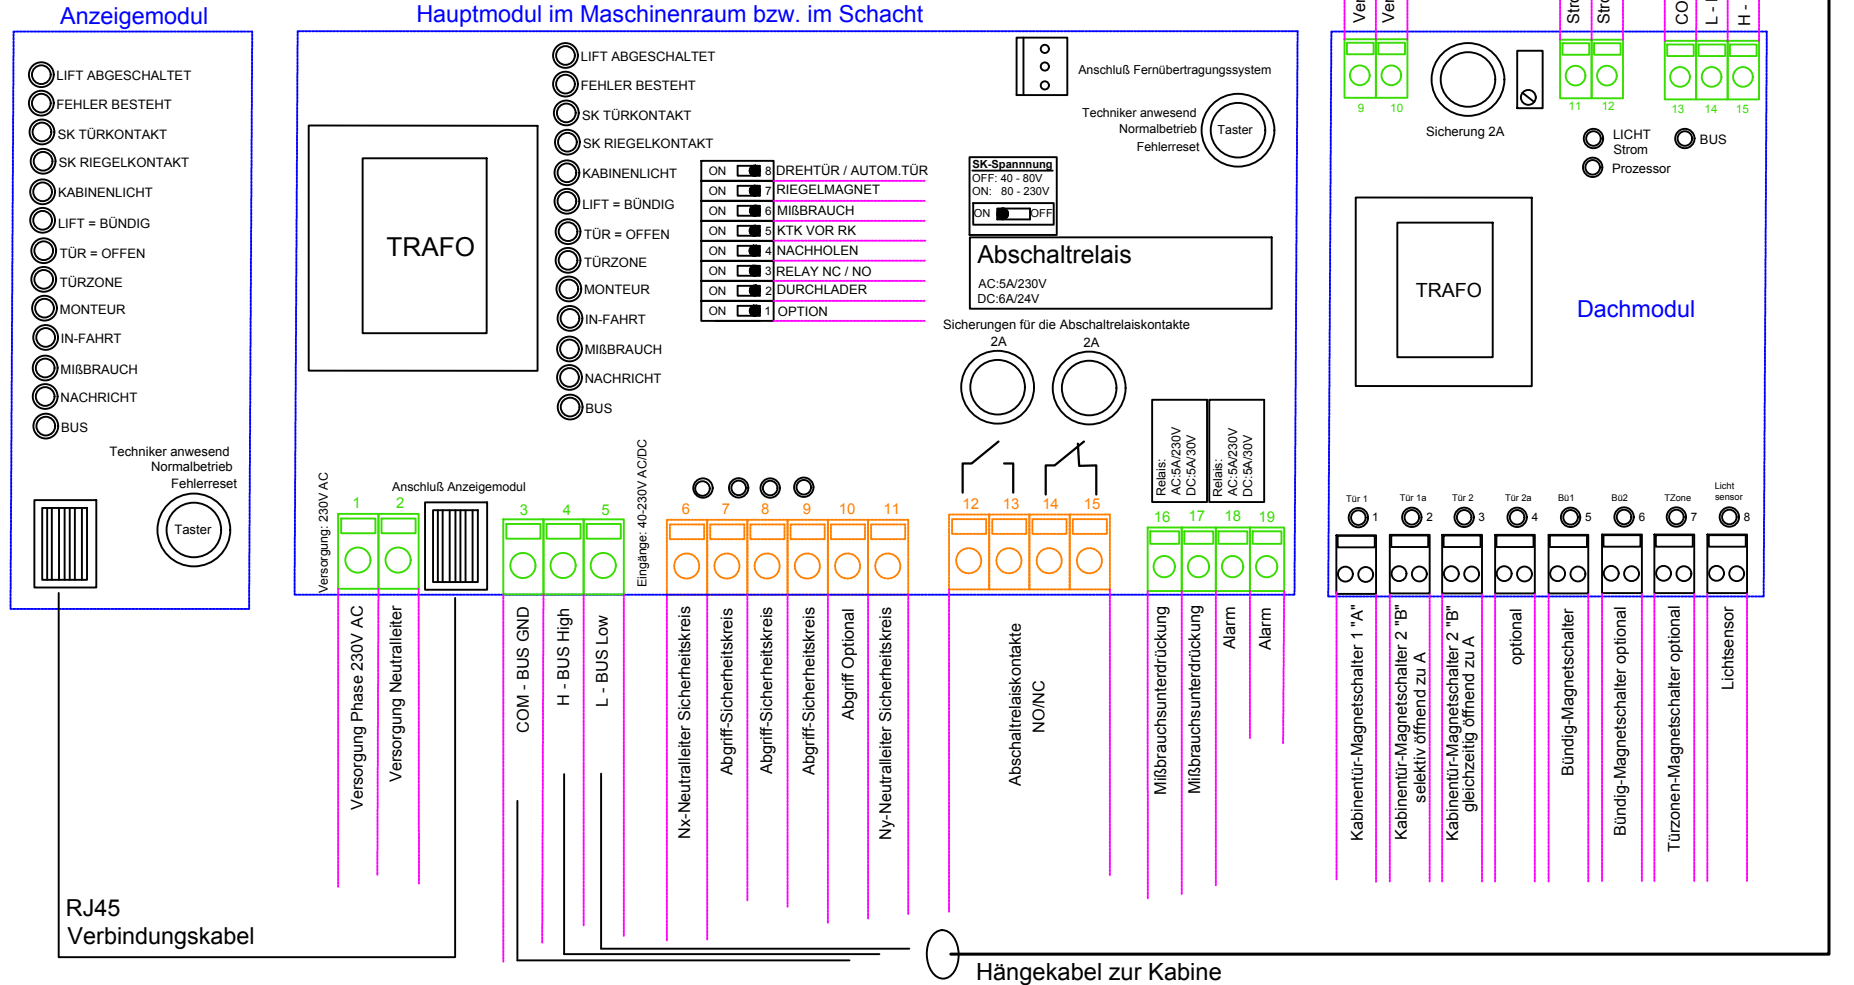 Anzeigemodul
LIFT ABGESCHALTET
FEHLER BESTEHT
SK TÜRKONTAKT
SK RIEGELKONTAKT
KABINENLICHT
LIFT = BÜNDIG
TÜR = OFFEN
TÜRZONE
MONTEUR
IN-FAHRT
MIßBRAUCH
NACHRICHT
BUS
Techniker anwesend
Normalbetrieb
Fehlerreset
Taster
RJ45
Verbindungskabel
Hauptmodul im Maschinenraum bzw. im Schacht
TRAFO
LIFT ABGESCHALTET
FEHLER BESTEHT
SK TÜRKONTAKT
SK RIEGELKONTAKT
KABINENLICHT
LIFT = BÜNDIG
TÜR = OFFEN
TÜRZONE
MONTEUR
IN-FAHRT
MIßBRAUCH
NACHRICHT
BUS
ON 8 DREHTÜR / AUTOM.TÜR
ON 7 RIEGELMAGNET
ON 6 MIßBRAUCH
ON 5 KTK VOR RK
ON 4 NACHHOLEN
ON 3 RELAY NC / NO
ON 2 DURCHLADER
ON 1 OPTION
Anschluß Fernübertragungssystem
Techniker anwesend
Normalbetrieb
Fehlerreset
Taster
SK-Spannnung
OFF: 40 - 80V
ON: 80 - 230V
ON OFF
Abschaltrelais
AC:5A/230V
DC:6A/24V
Sicherungen für die Abschaltrelaiskontakte
2A 2A
Relais:
AC:5A/230V
DC:5A/30V
Relais:
AC:5A/230V
DC:5A/30V
Versorgung: 230V AC
Anschluß Anzeigemodul
Eingänge: 40-230V AC/DC
1 2 3 4 5 6 7 8 9 10 11 12 13 14 15 16 17 18 19
Versorgung Phase 230V AC
Versorgung Neutralleiter
COM - BUS GND
H - BUS High
L - BUS Low
Nx-Neutralleiter Sicherheitskreis
Abgriff-Sicherheitskreis
Abgriff-Sicherheitskreis
Abgriff-Sicherheitskreis
Abgriff Optional
Ny-Neutralleiter Sicherheitskreis
Abschaltrelaiskontakte
NO/NC
Mißbrauchsunterdrückung
Mißbrauchsunterdrückung
Alarm
Alarm
Hängekabel zur Kabine
Ver
Ver
Stro
Stro
CO
L -
H -
9 10 11 12 13 14 15
Sicherung 2A
LICHT
Strom
BUS
Prozessor
TRAFO
Dachmodul
Tür 1 Tür 1a Tür 2 Tür 2a Bü1 Bü2 TZone Licht
sensor
1 2 3 4 5 6 7 8
Kabinentür-Magnetschalter 1 "A"
Kabinentür-Magnetschalter 2 "B"
selektiv öffnend zu A
Kabinentür-Magnetschalter 2 "B"
gleichzeitig öffend zu A
optional
Bündig-Magnetschalter
Bündig-Magnetschalter optional
Türzonen-Magnetschalter optional
Lichtsensor